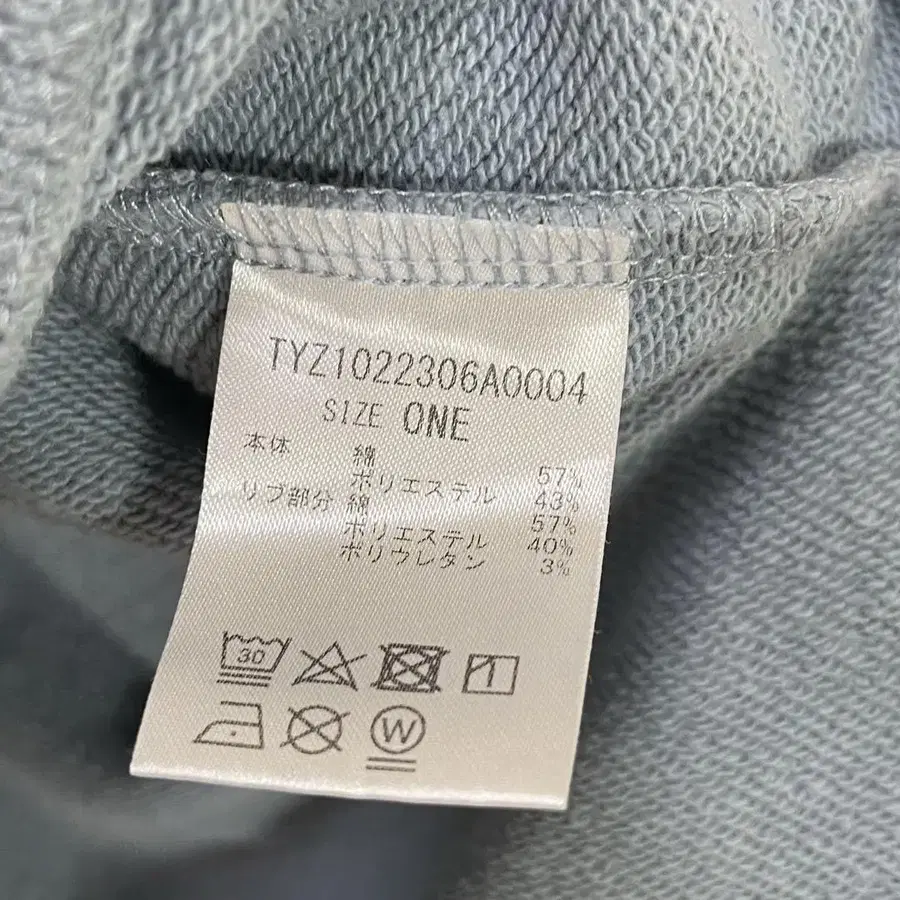 TYZ1022306A0004
SIZE ONE
本体 綿 57%
ポリエステル 43%
リブ部分 綿 57%
ポリエステル 40%
ポリウレタン 3%
30
W